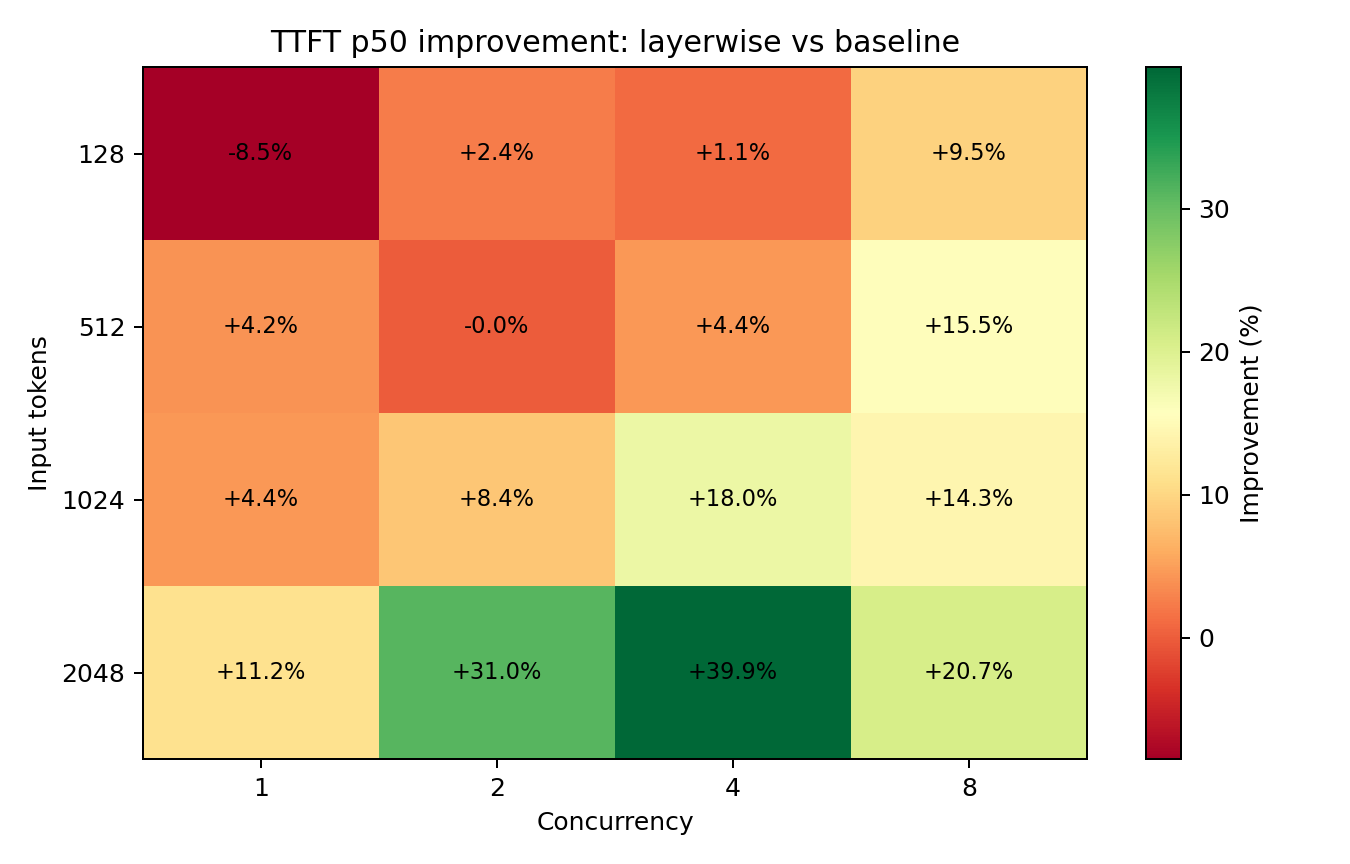 TTFT p50 improvement: layerwise vs baseline
128 -8.5% +2.4% +1.1% +9.5%
512 +4.2% -0.0% +4.4% +15.5%
1024 +4.4% +8.4% +18.0% +14.3%
2048 +11.2% +31.0% +39.9% +20.7%
1 2 4 8
Concurrency
Input tokens
30
20
10
0
Improvement (%)